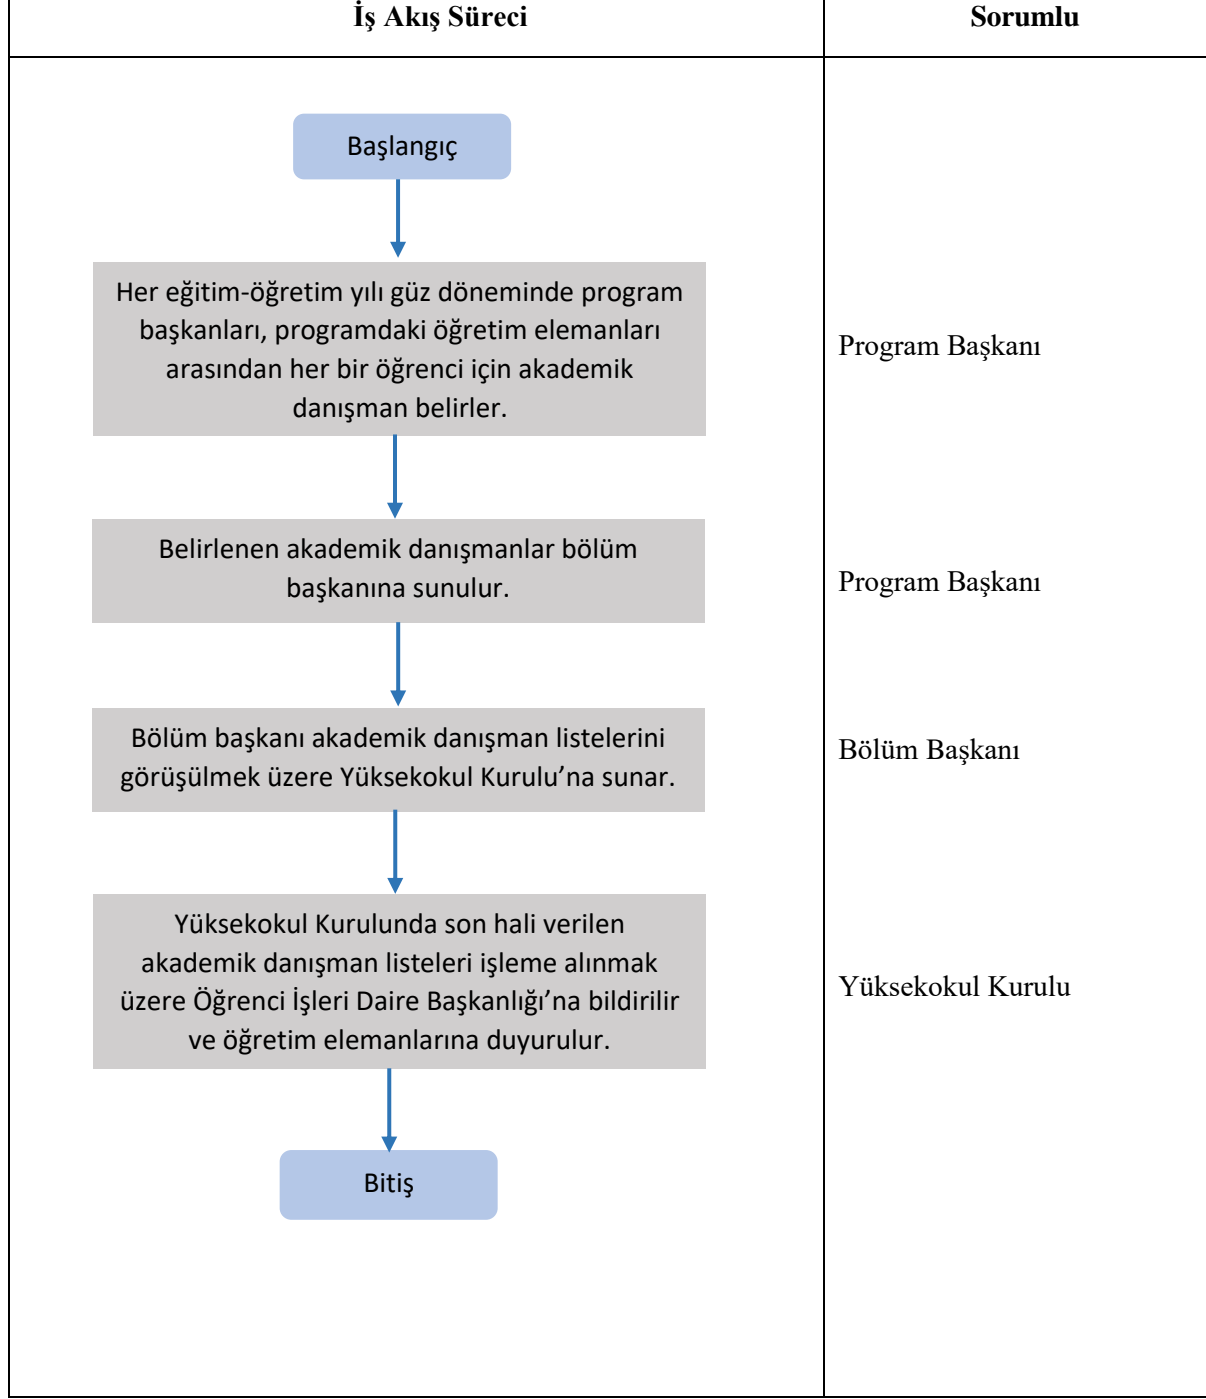 İş Akış Süreci
Sorumlu
Başlangıç
Her eğitim-öğretim yılı güz döneminde program
başkanları, programdaki öğretim elemanları
arasından her bir öğrenci için akademik
danışman belirler.
Program Başkanı
Belirlenen akademik danışmanlar bölüm
başkanına sunulur.
Program Başkanı
Bölüm başkanı akademik danışman listelerini
görüşülmek üzere Yüksekokul Kurulu’na sunar.
Bölüm Başkanı
Yüksekokul Kurulunda son hali verilen
akademik danışman listeleri işleme alınmak
üzere Öğrenci İşleri Daire Başkanlığı’na bildirilir
ve öğretim elemanlarına duyurulur.
Yüksekokul Kurulu
Bitiş